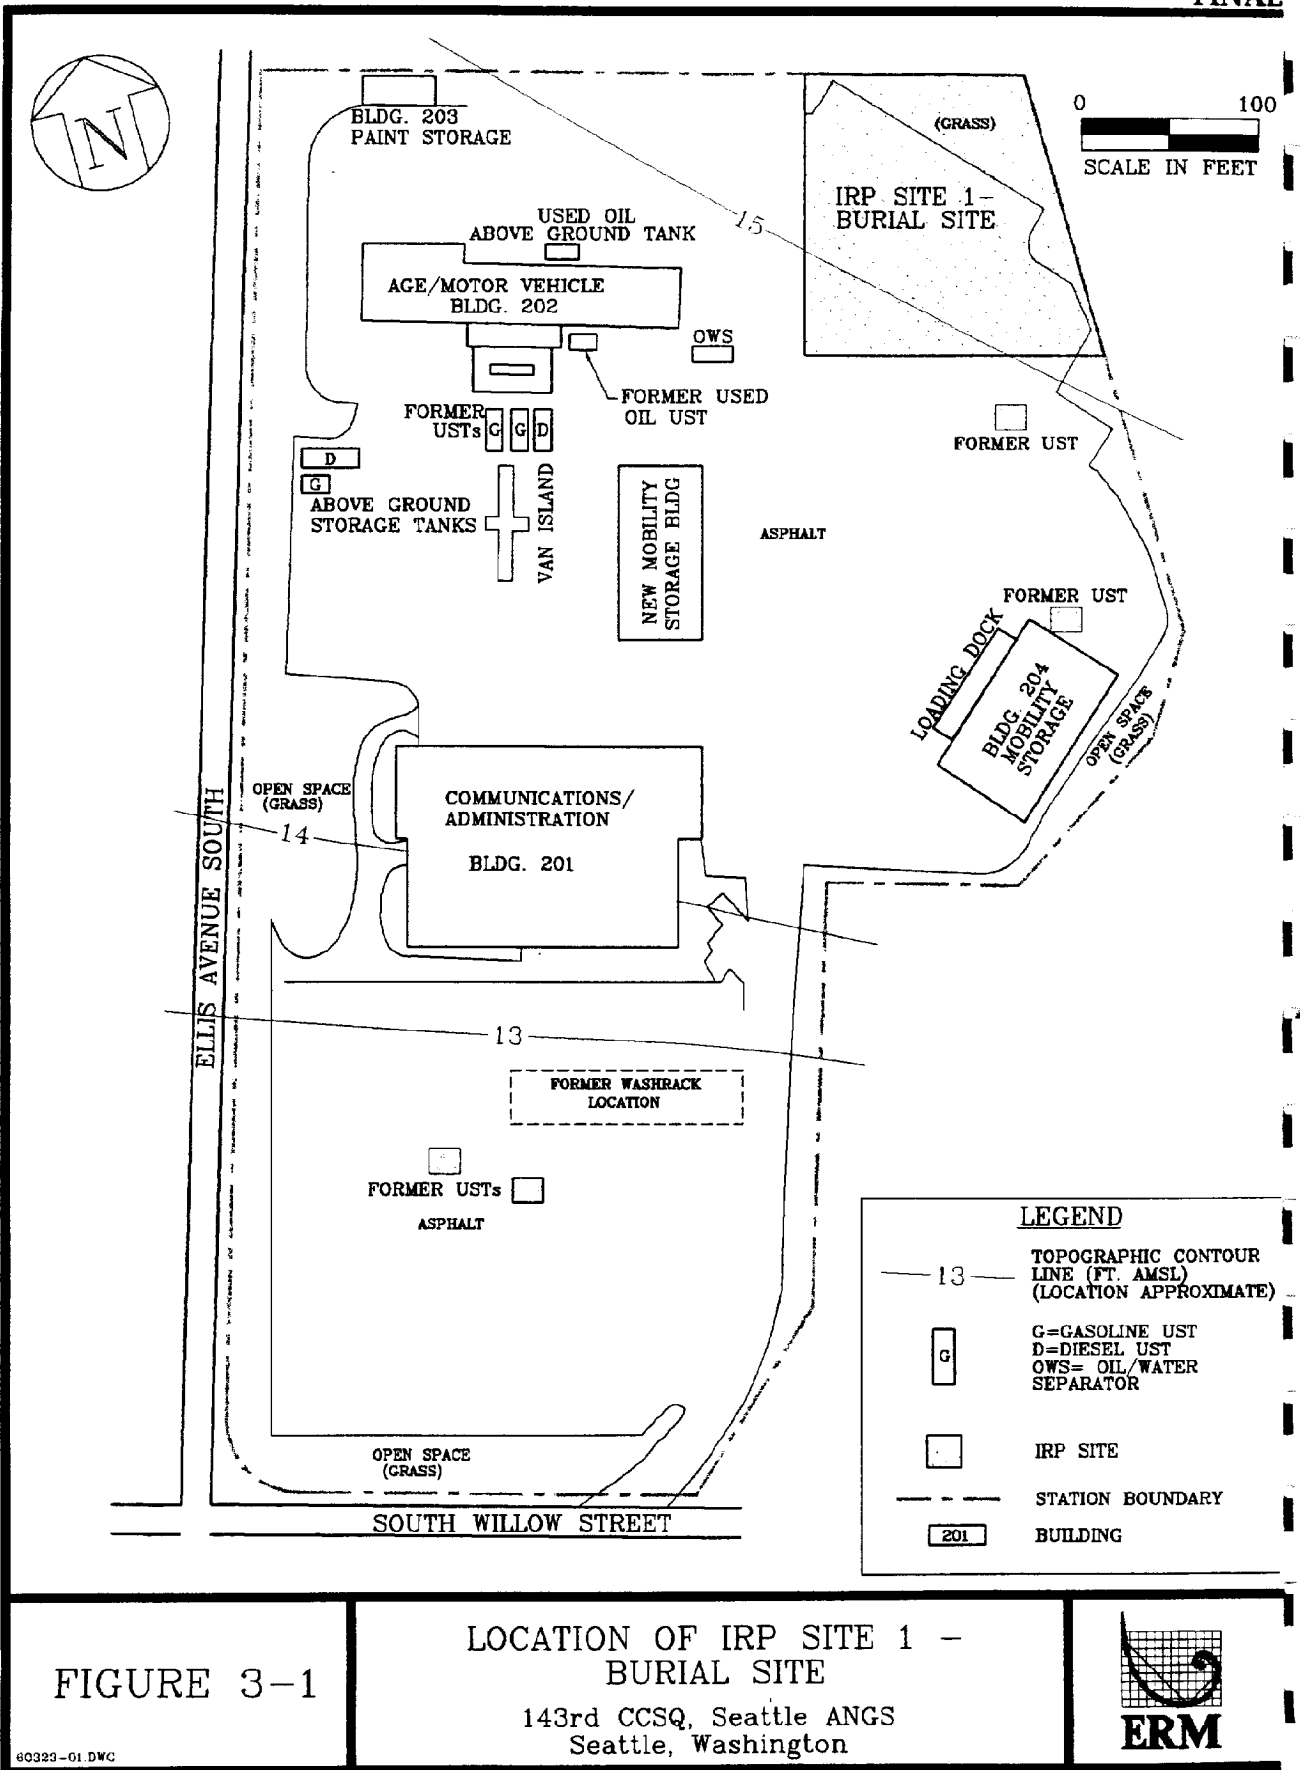 FINAL
N
BLDG. 203
PAINT STORAGE
(GRASS)
0 100
SCALE IN FEET
IRP SITE 1-
BURIAL SITE
15
USED OIL
ABOVE GROUND TANK
AGE/MOTOR VEHICLE
BLDG. 202
OWS
FORMER USED
OIL UST
FORMER
USTs
G G D
FORMER UST
D
G
ABOVE GROUND
STORAGE TANKS
VAN ISLAND
NEW MOBILITY
STORAGE BLDG
ASPHALT
FORMER UST
LOADING DOCK
BLDG. 204
MOBILITY
STORAGE
OPEN SPACE
(GRASS)
OPEN SPACE
(GRASS)
14
COMMUNICATIONS/
ADMINISTRATION
BLDG. 201
ELLIS AVENUE SOUTH
13
FORMER WASHRACK
LOCATION
FORMER USTs
ASPHALT
OPEN SPACE
(GRASS)
SOUTH WILLOW STREET
LEGEND
13
TOPOGRAPHIC CONTOUR
LINE (FT. AMSL)
(LOCATION APPROXIMATE)
G
G=GASOLINE UST
D=DIESEL UST
OWS= OIL/WATER
SEPARATOR
IRP SITE
STATION BOUNDARY
201 BUILDING
FIGURE 3-1
60323-01.DWG
LOCATION OF IRP SITE 1 -
BURIAL SITE
143rd CCSQ, Seattle ANGS
Seattle, Washington
ERM